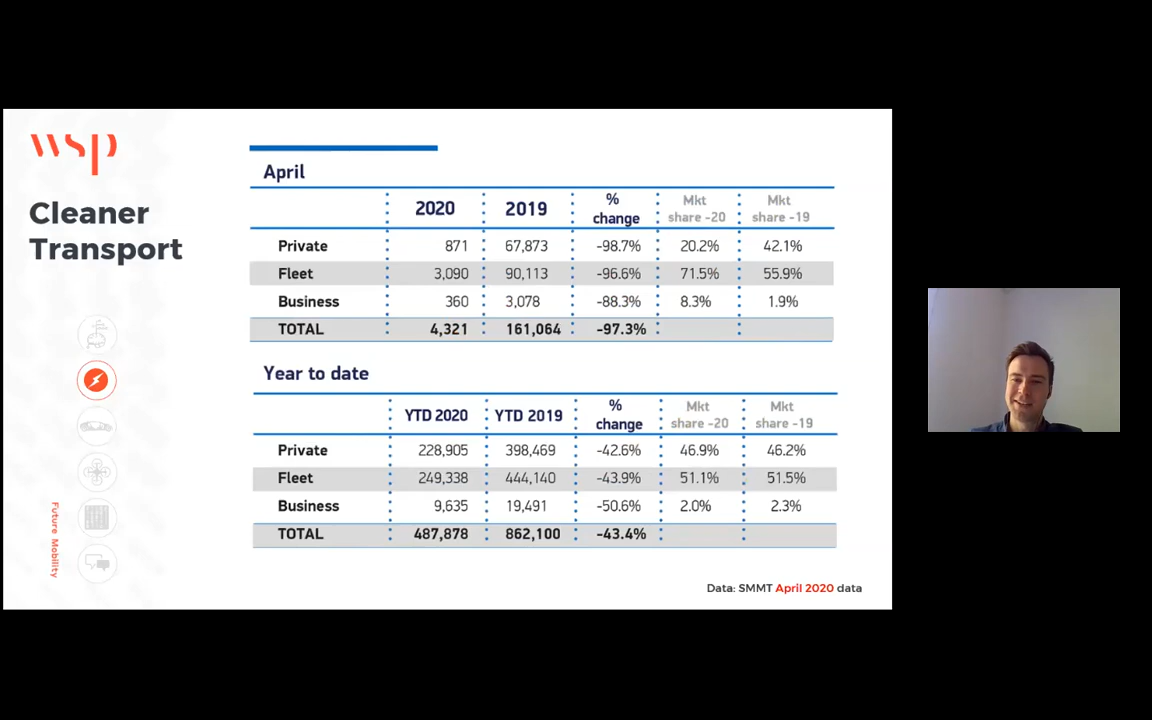 wsp
Cleaner
Transport
Future Mobility
April
2020 2019 % change Mkt share -20 Mkt share -19
Private 871 67,873 -98.7% 20.2% 42.1%
Fleet 3,090 90,113 -96.6% 71.5% 55.9%
Business 360 3,078 -88.3% 8.3% 1.9%
TOTAL 4,321 161,064 -97.3%
Year to date
YTD 2020 YTD 2019 % change Mkt share -20 Mkt share -19
Private 228,905 398,469 -42.6% 46.9% 46.2%
Fleet 249,338 444,140 -43.9% 51.1% 51.5%
Business 9,635 19,491 -50.6% 2.0% 2.3%
TOTAL 487,878 862,100 -43.4%
Data: SMMT April 2020 data